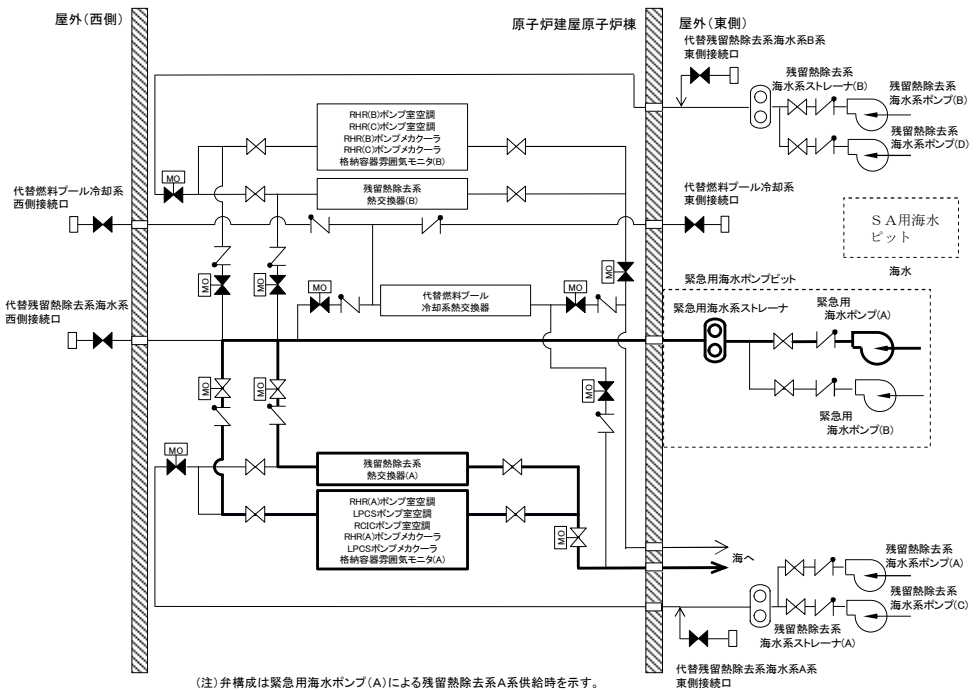 屋外(西側)
原子炉建屋原子炉棟
屋外(東側)
代替残留熱除去系海水系B系
東側接続口
残留熱除去系
海水系ストレーナ(B)
残留熱除去系
海水系ポンプ(B)
残留熱除去系
海水系ポンプ(D)
RHR(B)ポンプ室空調
RHR(C)ポンプ室空調
RHR(B)ポンプメカクーラ
RHR(C)ポンプメカクーラ
格納容器雰囲気モニタ(B)
MO
残留熱除去系
熱交換器(B)
代替燃料プール冷却系
西側接続口
代替燃料プール冷却系
東側接続口
SA用海水
ピット
海水
MO
MO
MO
MO
代替燃料プール
冷却系熱交換器
MO
緊急用海水ポンプピット
緊急用海水系ストレーナ
緊急用
海水ポンプ(A)
代替残留熱除去系海水系
西側接続口
MO
MO
MO
緊急用
海水ポンプ(B)
MO
残留熱除去系
熱交換器(A)
RHR(A)ポンプ室空調
LPCSポンプ室空調
RCICポンプ室空調
RHR(A)ポンプメカクーラ
LPCSポンプメカクーラ
格納容器雰囲気モニタ(A)
MO
海へ
残留熱除去系
海水系ポンプ(A)
残留熱除去系
海水系ポンプ(C)
残留熱除去系
海水系ストレーナ(A)
代替残留熱除去系海水系A系
東側接続口
(注)弁構成は緊急用海水ポンプ(A)による残留熱除去系A系供給時を示す。